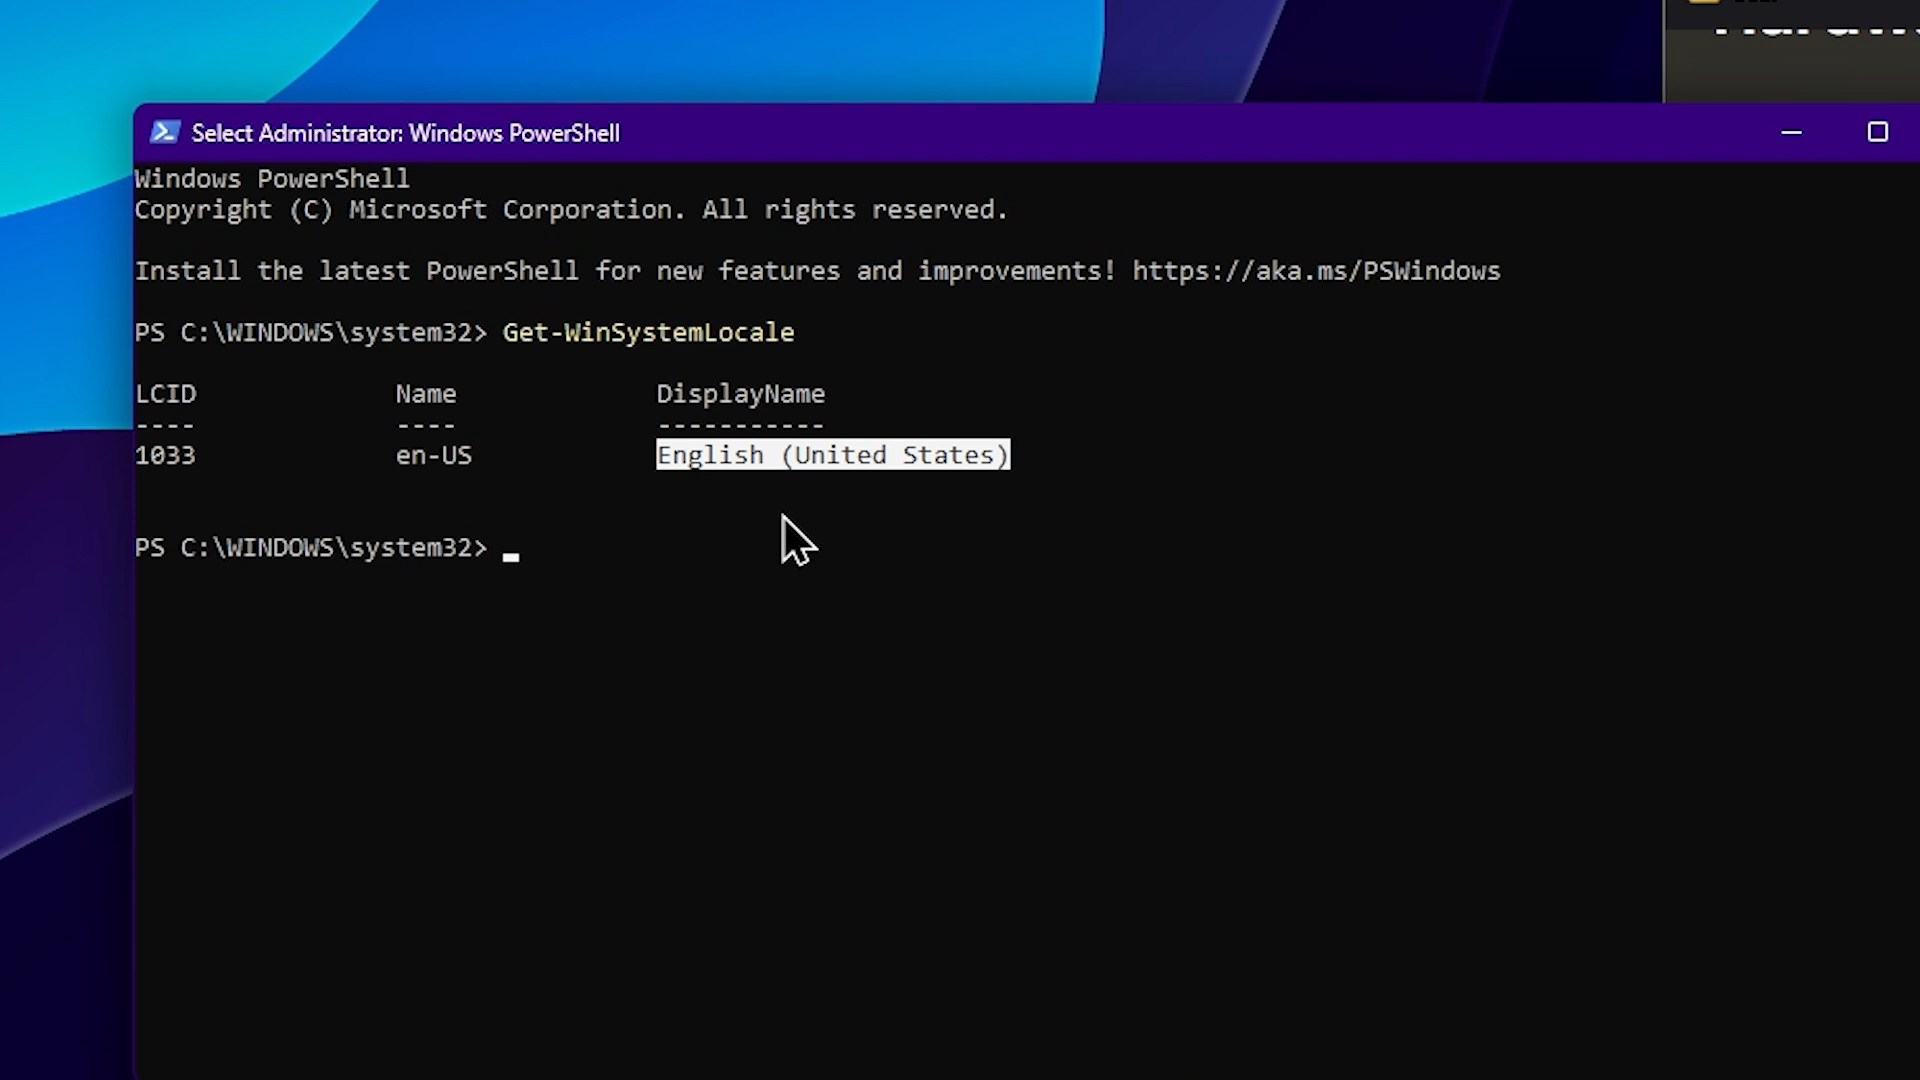 Select Administrator: Windows PowerShell
Windows PowerShell
Copyright (C) Microsoft Corporation. All rights reserved.
Install the latest PowerShell for new features and improvements! https://aka.ms/PSWindows
PS C:\WINDOWS\system32> Get-WinSystemLocale
LCID Name DisplayName
---- ---- -----------
1033 en-US English (United States)
PS C:\WINDOWS\system32>